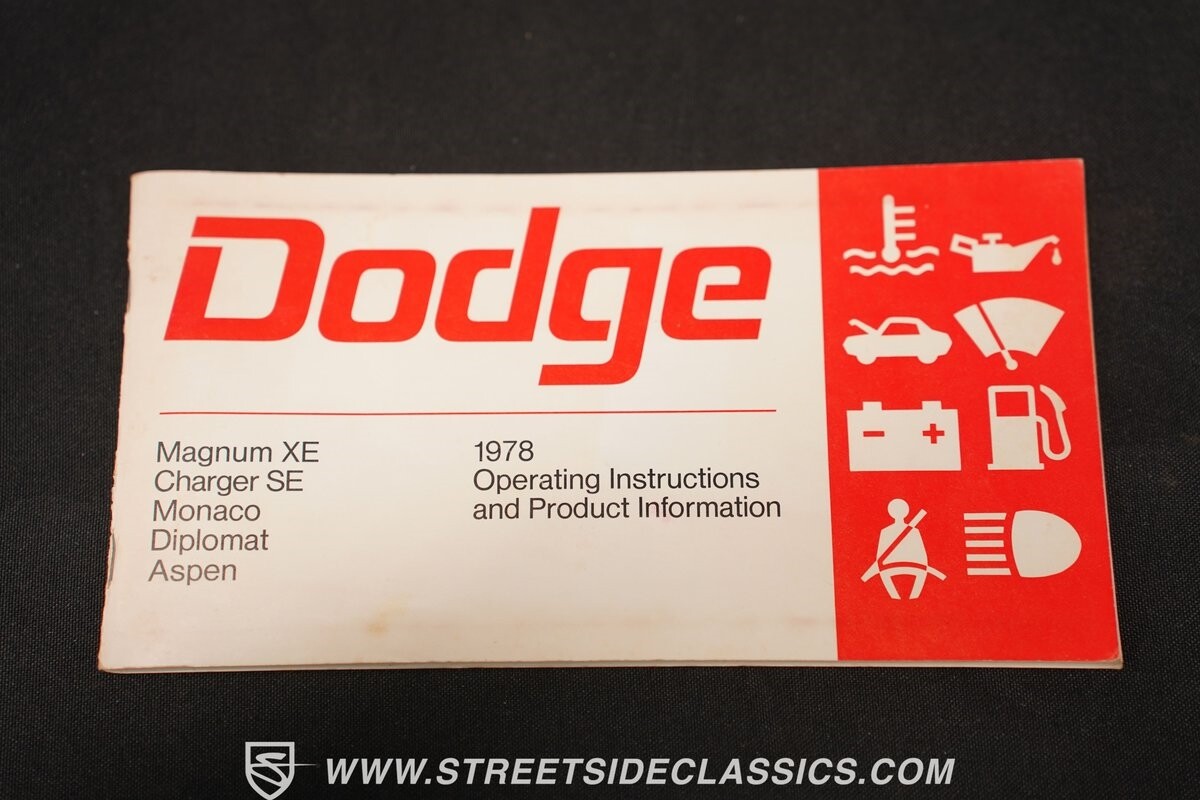 Dodge
Magnum XE
Charger SE
Monaco
Diplomat
Aspen
1978
Operating Instructions
and Product Information
WWW.STREETSIDECLASSICS.COM